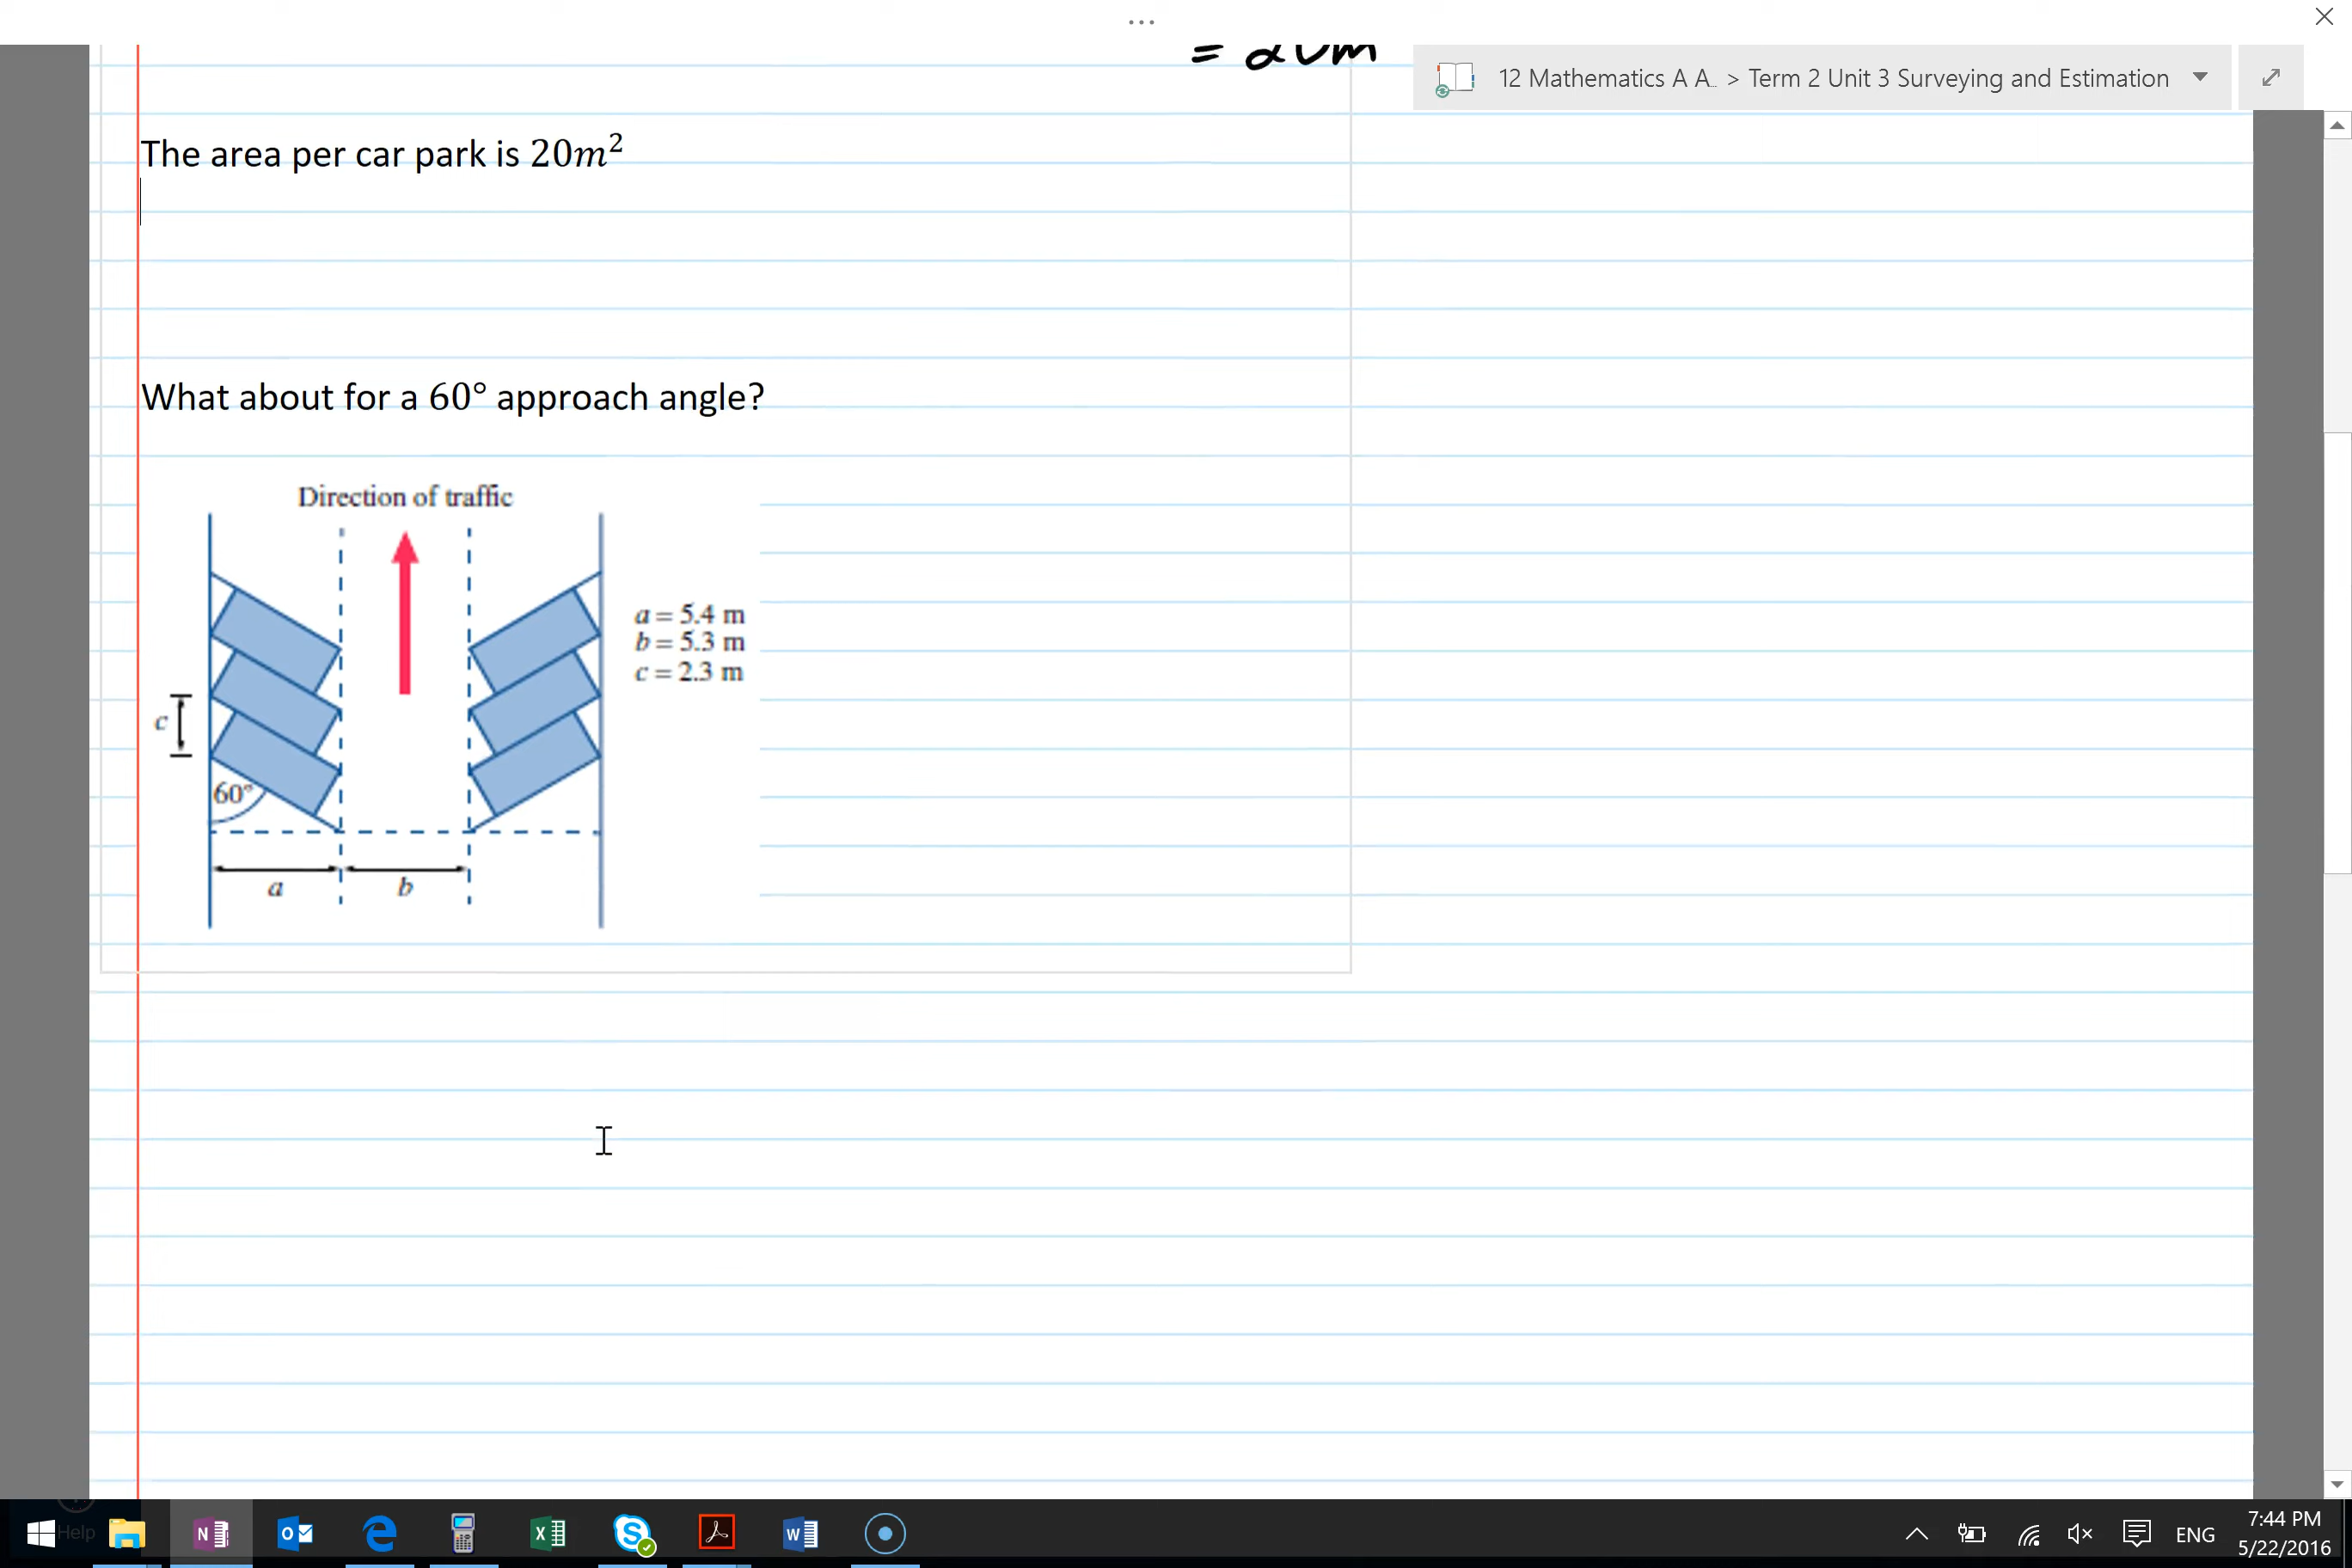 = 20m
12 Mathematics A A... > Term 2 Unit 3 Surveying and Estimation
The area per car park is 20m²
What about for a 60° approach angle?
Direction of traffic
a = 5.4 m
b = 5.3 m
c = 2.3 m
c
60°
a
b
Help
ENG
7:44 PM
5/22/2016